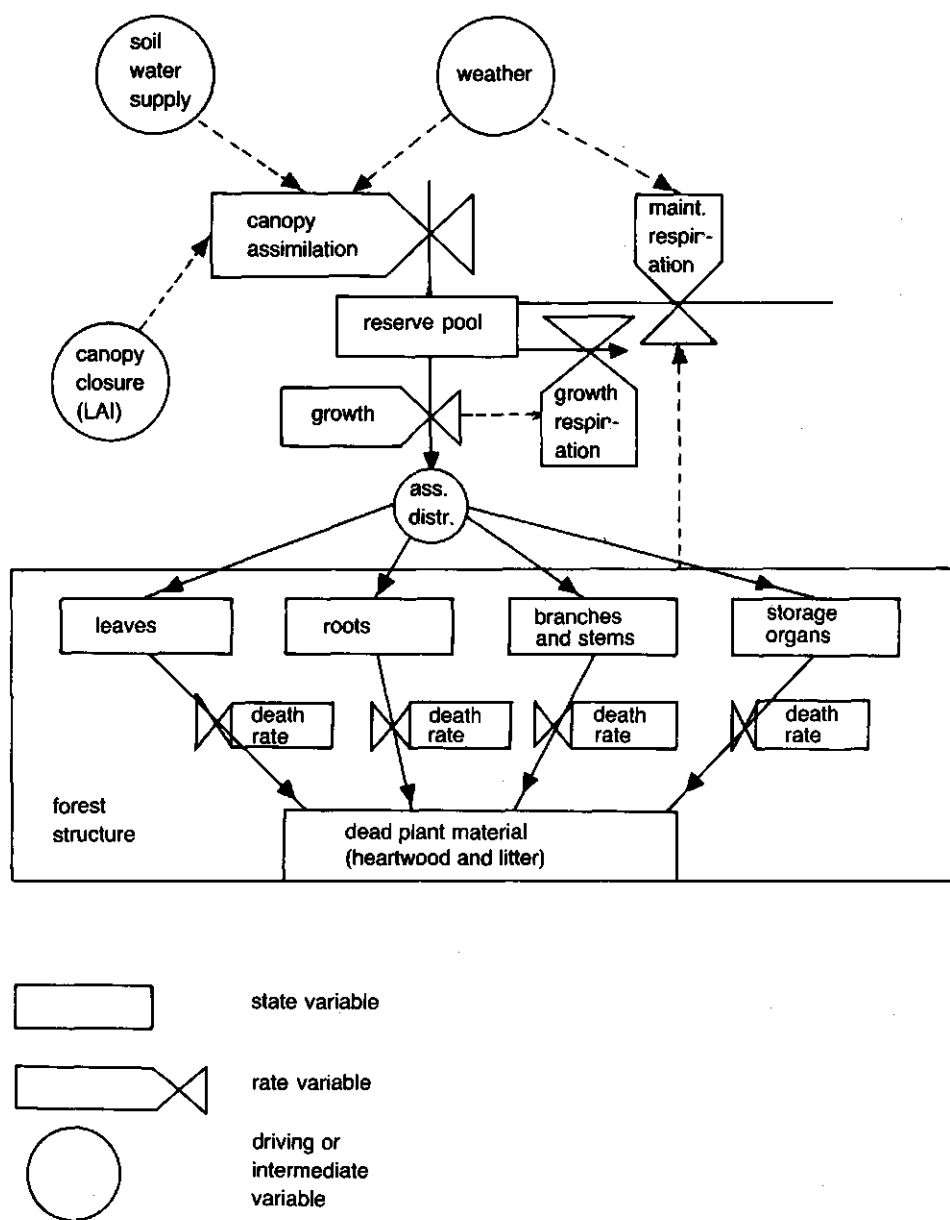 soil
water
supply
weather
canopy
assimilation
maint.
respir-
ation
reserve pool
canopy
closure
(LAI)
growth
growth
respir-
ation
ass.
distr.
leaves
roots
branches
and stems
storage
organs
death
rate
death
rate
death
rate
death
rate
forest
structure
dead plant material
(heartwood and litter)
state variable
rate variable
driving or
intermediate
variable